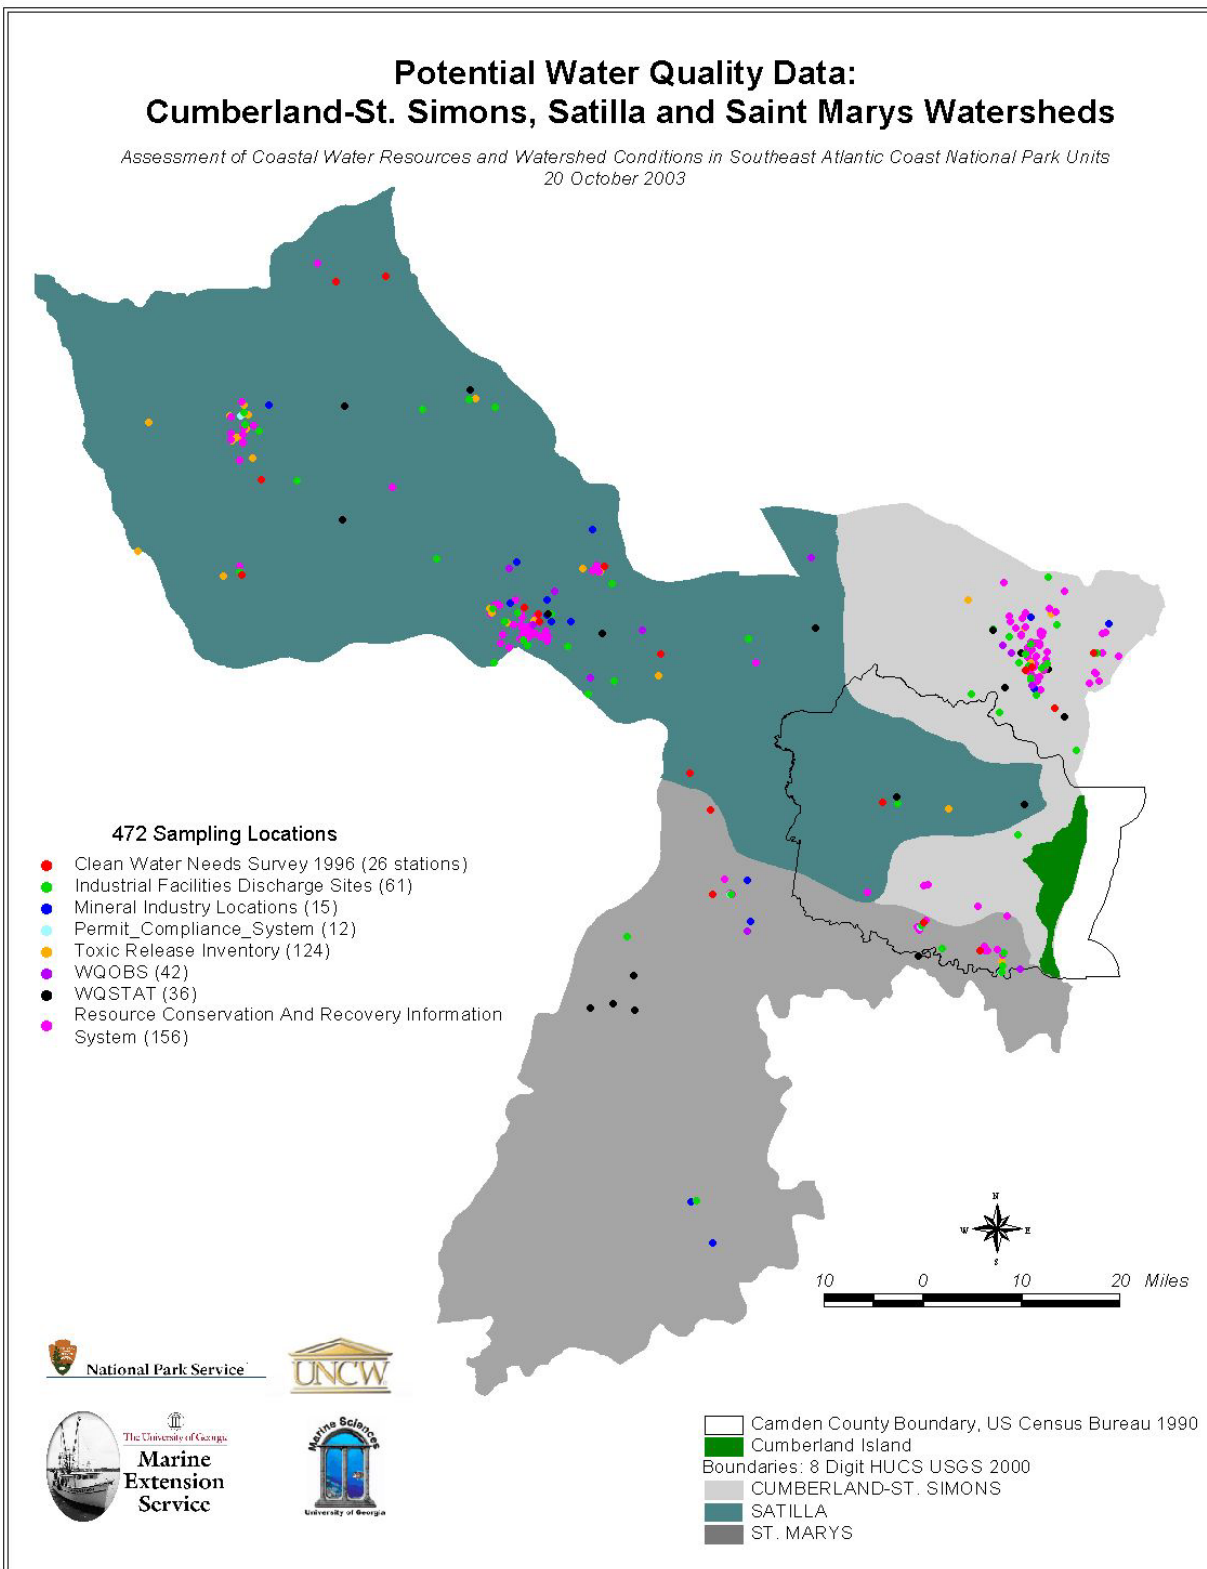 Potential Water Quality Data:
Cumberland-St. Simons, Satilla and Saint Marys Watersheds
Assessment of Coastal Water Resources and Watershed Conditions in Southeast Atlantic Coast National Park Units
20 October 2003
472 Sampling Locations
Clean Water Needs Survey 1996 (26 stations)
Industrial Facilities Discharge Sites (61)
Mineral Industry Locations (15)
Permit_Compliance_System (12)
Toxic Release Inventory (124)
WQOBS (42)
WQSTAT (36)
Resource Conservation And Recovery Information
System (156)
N
W E
S
10 0 10 20 Miles
National Park Service
UNCW
The University of Georgia
Marine
Extension
Service
Marine Sciences
University of Georgia
Camden County Boundary, US Census Bureau 1990
Cumberland Island
Boundaries: 8 Digit HUCS USGS 2000
CUMBERLAND-ST. SIMONS
SATILLA
ST. MARYS